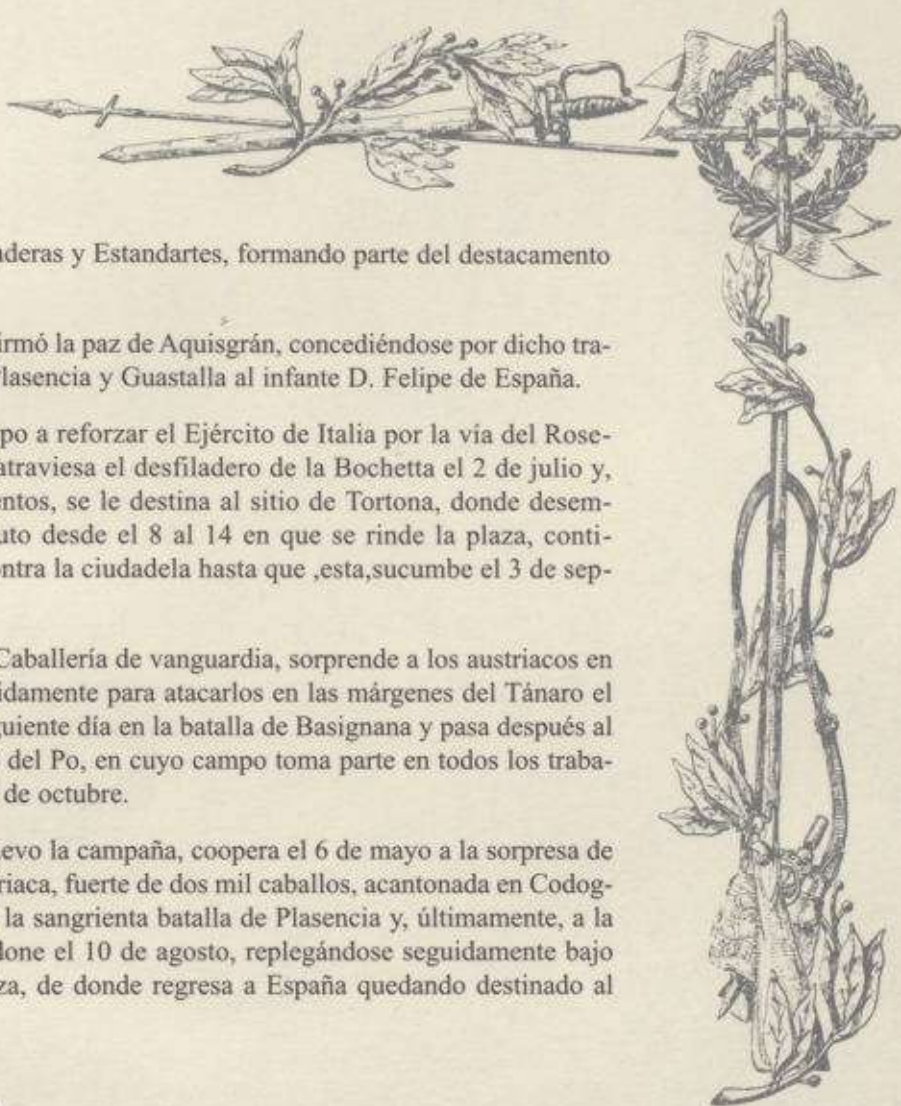 deras y Estandartes, formando parte del destacamento
irmó la paz de Aquisgrán, concediéndose por dicho tra-
lasencia y Guastalla al infante D. Felipe de España.
po a reforzar el Ejército de Italia por la vía del Rose-
atraviesa el desfiladero de la Bochetta el 2 de julio y,
ntos, se le destina al sitio de Tortona, donde desem-
uto desde el 8 al 14 en que se rinde la plaza, conti-
ontra la ciudadela hasta que ,esta,sucumbe el 3 de sep-
Caballería de vanguardia, sorprende a los austriacos en
idamente para atacarlos en las márgenes del Tánaro el
guiente día en la batalla de Basignana y pasa después al
del Po, en cuyo campo toma parte en todos los traba-
de octubre.
evo la campaña, coopera el 6 de mayo a la sorpresa de
riaca, fuerte de dos mil caballos, acantonada en Codog-
la sangrienta batalla de Plasencia y, últimamente, a la
done el 10 de agosto, replegándose seguidamente bajo
za, de donde regresa a España quedando destinado al